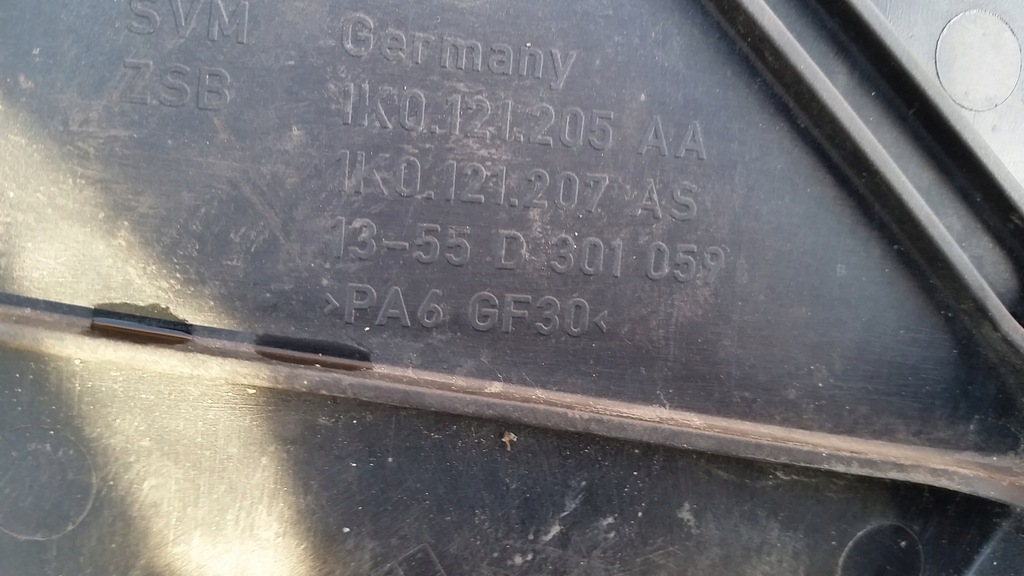 SVM Germany
ZSB 1K0.121.205 AA
1K0.121.207 AS
13-55 D 301 059
>PA6 GF30<